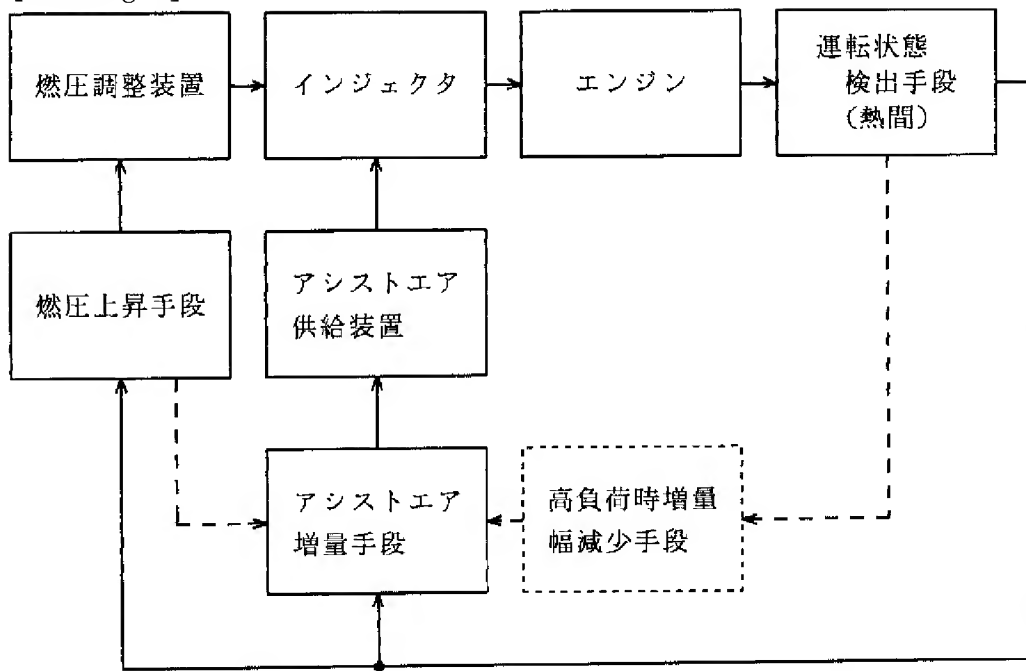 燃圧調整装置
インジェクタ
エンジン
運転状態
検出手段
(熱間)
燃圧上昇手段
アシストエア
供給装置
アシストエア
増量手段
高負荷時増量
幅減少手段